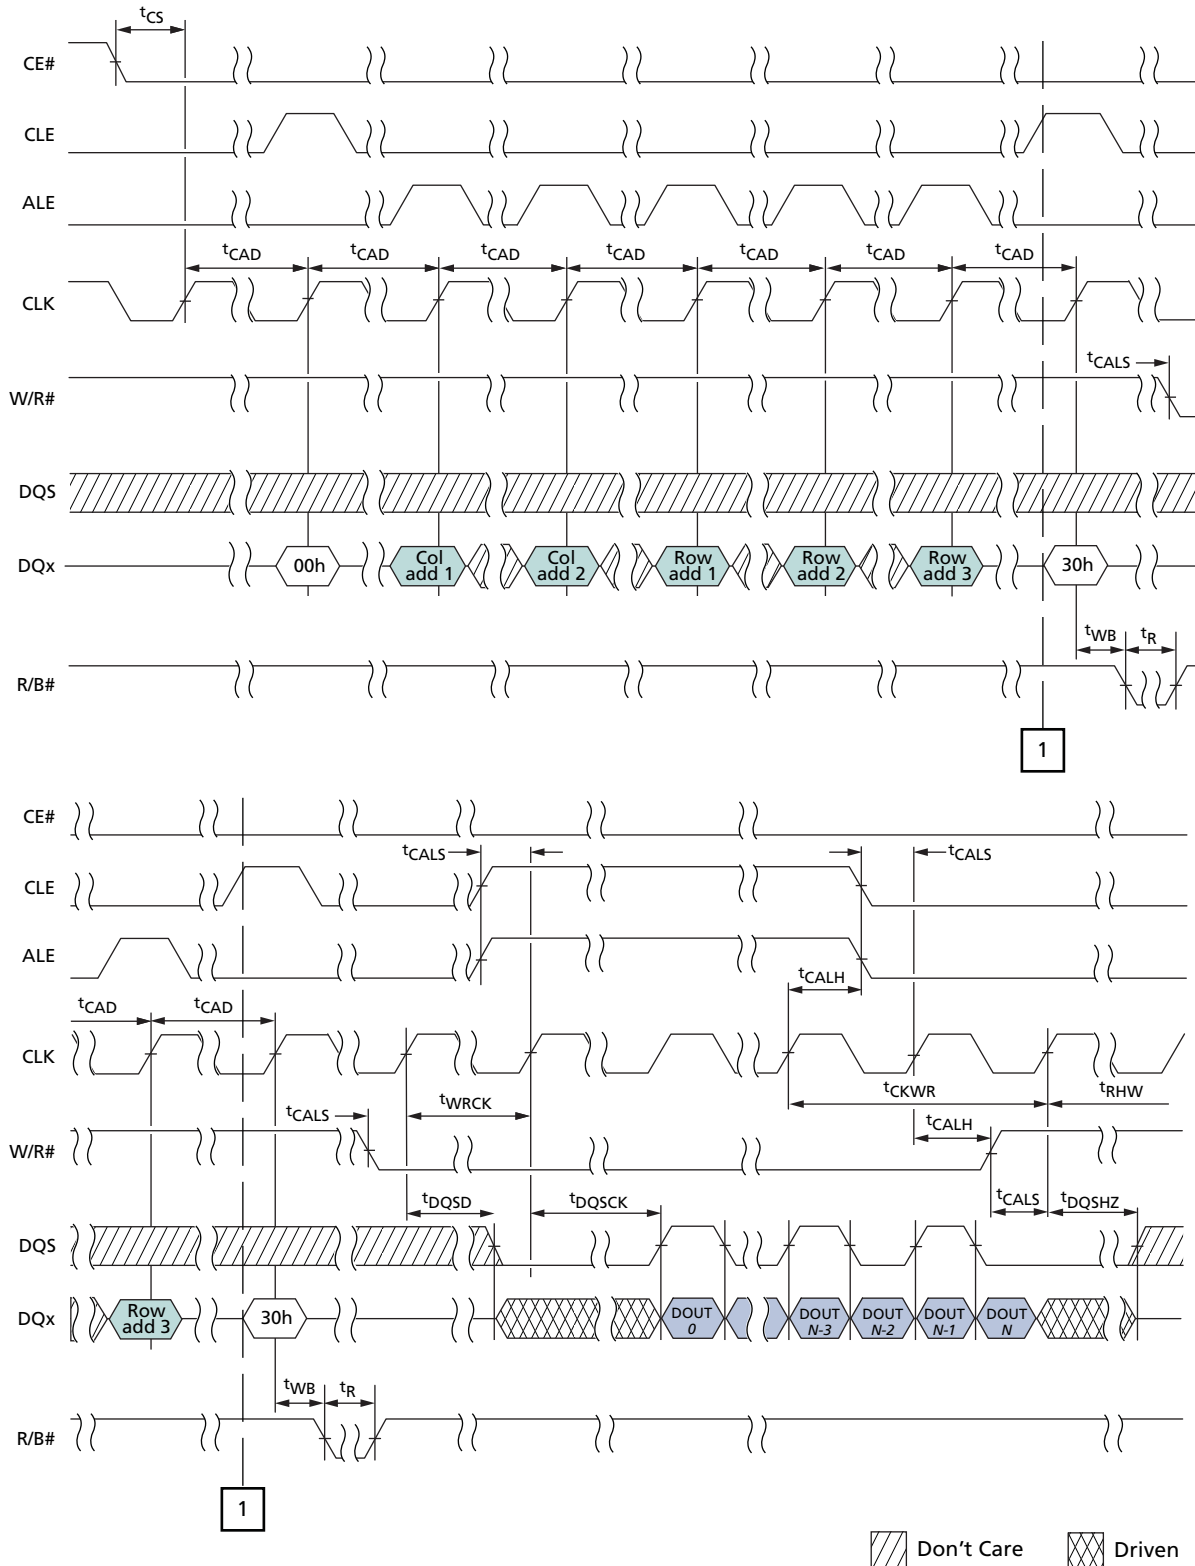 tCS
CE#
CLE
ALE
tCAD tCAD tCAD tCAD tCAD tCAD tCAD
CLK
tCALS
W/R#
DQS
DQx
00h
Col add 1
Col add 2
Row add 1
Row add 2
Row add 3
30h
tWB tR
R/B#
1
CE#
tCALS tCALS
CLE
ALE
tCALH
tCAD tCAD
CLK
tWRCK tCKWR tRHW
tCALS tCALH
W/R#
tDQSD tDQSCK tCALS tDQSHZ
DQS
DQx
Row add 3
30h
DOUT 0
DOUT N-3
DOUT N-2
DOUT N-1
DOUT N
tWB tR
R/B#
1
Don't Care Driven